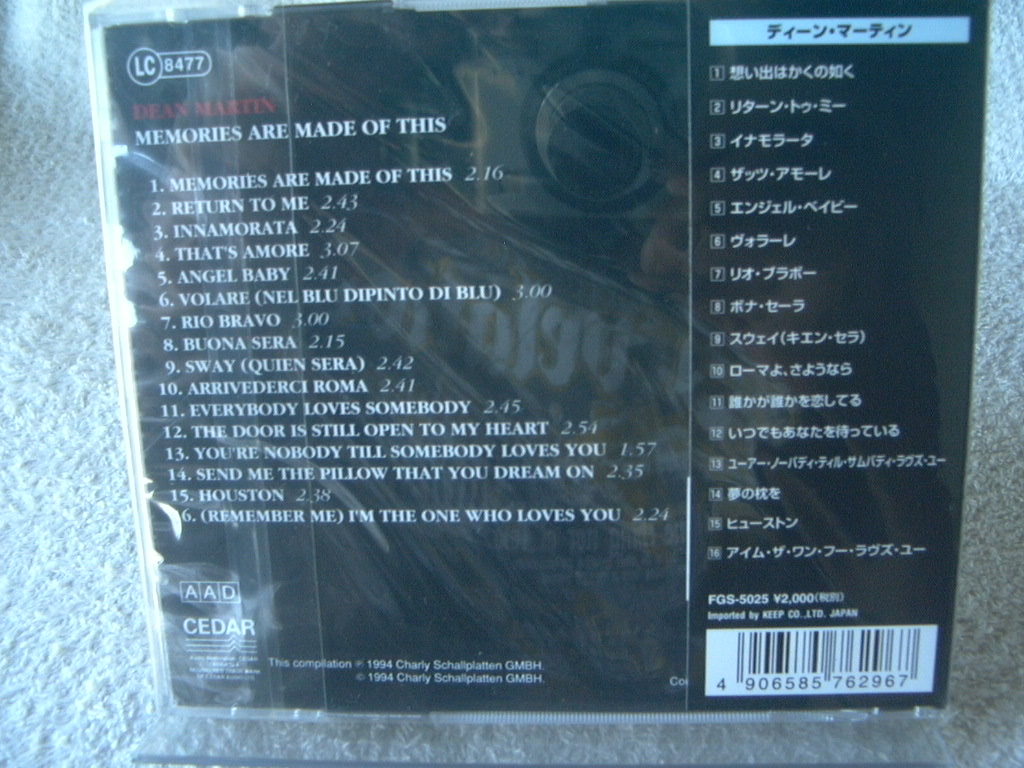 LC 8477
DEAN MARTIN
MEMORIES ARE MADE OF THIS
1. MEMORIES ARE MADE OF THIS 2.16
2. RETURN TO ME 2.43
3. INNAMORATA 2.24
4. THAT'S AMORE 3.07
5. ANGEL BABY 2.41
6. VOLARE (NEL BLU DIPINTO DI BLU) 3.00
7. RIO BRAVO 3.00
8. BUONA SERA 2.15
9. SWAY (QUIEN SERA) 2.42
10. ARRIVEDERCI ROMA 2.41
11. EVERYBODY LOVES SOMEBODY 2.45
12. THE DOOR IS STILL OPEN TO MY HEART 2.54
13. YOU'RE NOBODY TILL SOMEBODY LOVES YOU 1.57
14. SEND ME THE PILLOW THAT YOU DREAM ON 2.35
15. HOUSTON 2.38
6. (REMEMBER ME) I'M THE ONE WHO LOVES YOU 2.24
AAD
CEDAR
This compilation ℗ 1994 Charly Schallplatten GMBH.
© 1994 Charly Schallplatten GMBH.
ディーン・マーティン
1 想い出はかくの如く
2 リターン・トゥ・ミー
3 イナモラータ
4 ザッツ・アモーレ
5 エンジェル・ベイビー
6 ヴォラーレ
7 リオ・ブラボー
8 ボナ・セーラ
9 スウェイ(キエン・セラ)
10 ローマよ、さようなら
11 誰かが誰かを恋してる
12 いつでもあなたを待っている
13 ユーアー・ノーバディ・ティル・サムバディ・ラヴズ・ユー
14 夢の枕を
15 ヒューストン
16 アイム・ザ・ワン・フー・ラヴズ・ユー
FGS-5025 ¥2,000(税別)
Imported by KEEP CO.,LTD. JAPAN
4 906585 762967